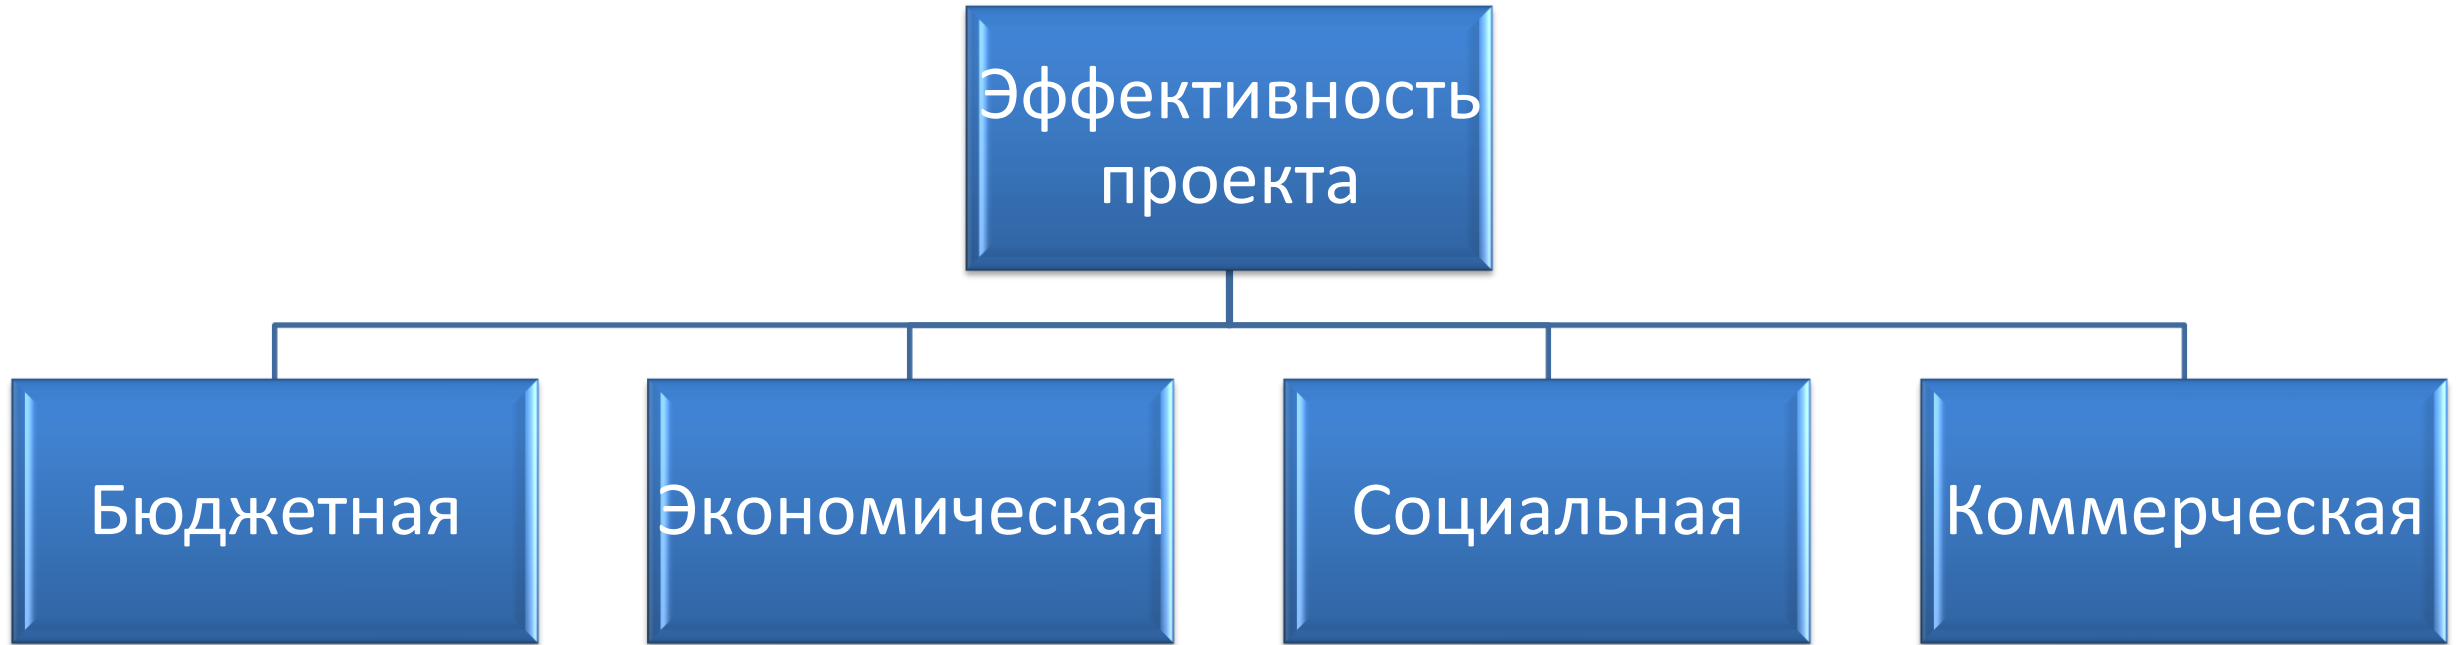 Эффективность
проекта
Бюджетная
Экономическая
Социальная
Коммерческая